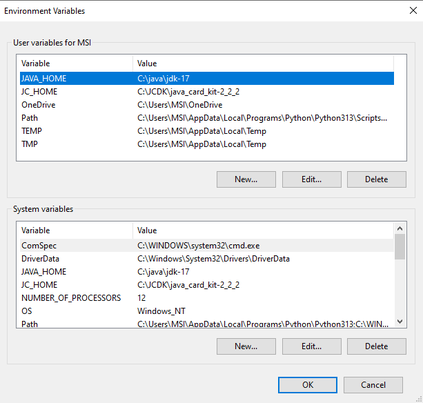 Environment Variables
User variables for MSI
Variable Value
JAVA_HOME C:\java\jdk-17
JC_HOME C:\JCDK\java_card_kit-2_2_2
OneDrive C:\Users\MSI\OneDrive
Path C:\Users\MSI\AppData\Local\Programs\Python\Python313\Scripts...
TEMP C:\Users\MSI\AppData\Local\Temp
TMP C:\Users\MSI\AppData\Local\Temp
New... Edit... Delete
System variables
Variable Value
ComSpec C:\WINDOWS\system32\cmd.exe
DriverData C:\Windows\System32\Drivers\DriverData
JAVA_HOME C:\java\jdk-17
JC_HOME C:\JCDK\java_card_kit-2_2_2
NUMBER_OF_PROCESSORS 12
OS Windows_NT
Path C:\Users\MSI\AppData\Local\Programs\Python\Python313;C:\WIN...
New... Edit... Delete
OK Cancel